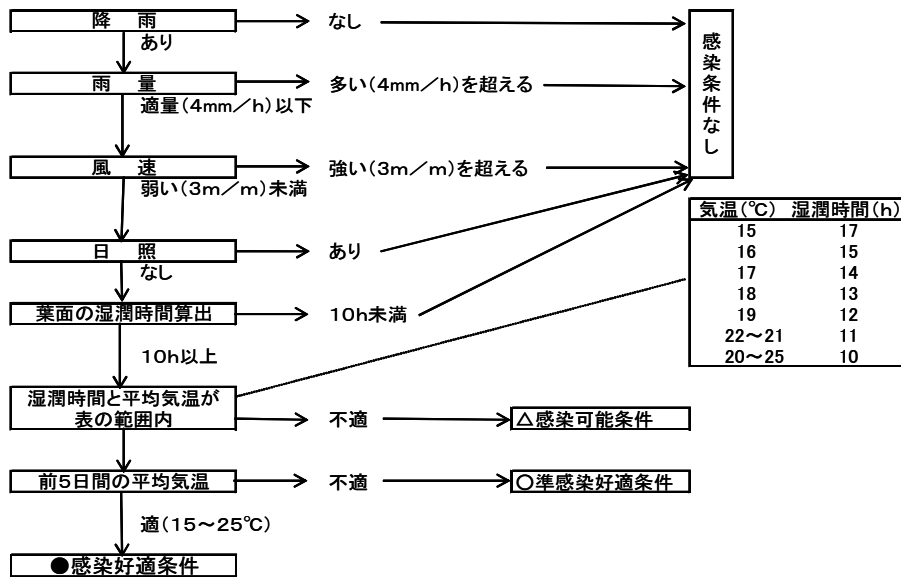 降　雨
なし
あり
雨　量
多い(4mm／h)を超える
適量(4mm／h)以下
風　速
強い(3m／m)を超える
弱い(3m／m)未満
日　照
あり
なし
葉面の湿潤時間算出
10h未満
10h以上
湿潤時間と平均気温が
表の範囲内
不適
△感染可能条件
前5日間の平均気温
不適
○準感染好適条件
適(15～25℃)
●感染好適条件
感染条件なし
気温(℃) 湿潤時間(h)
15 17
16 15
17 14
18 13
19 12
22～21 11
20～25 10